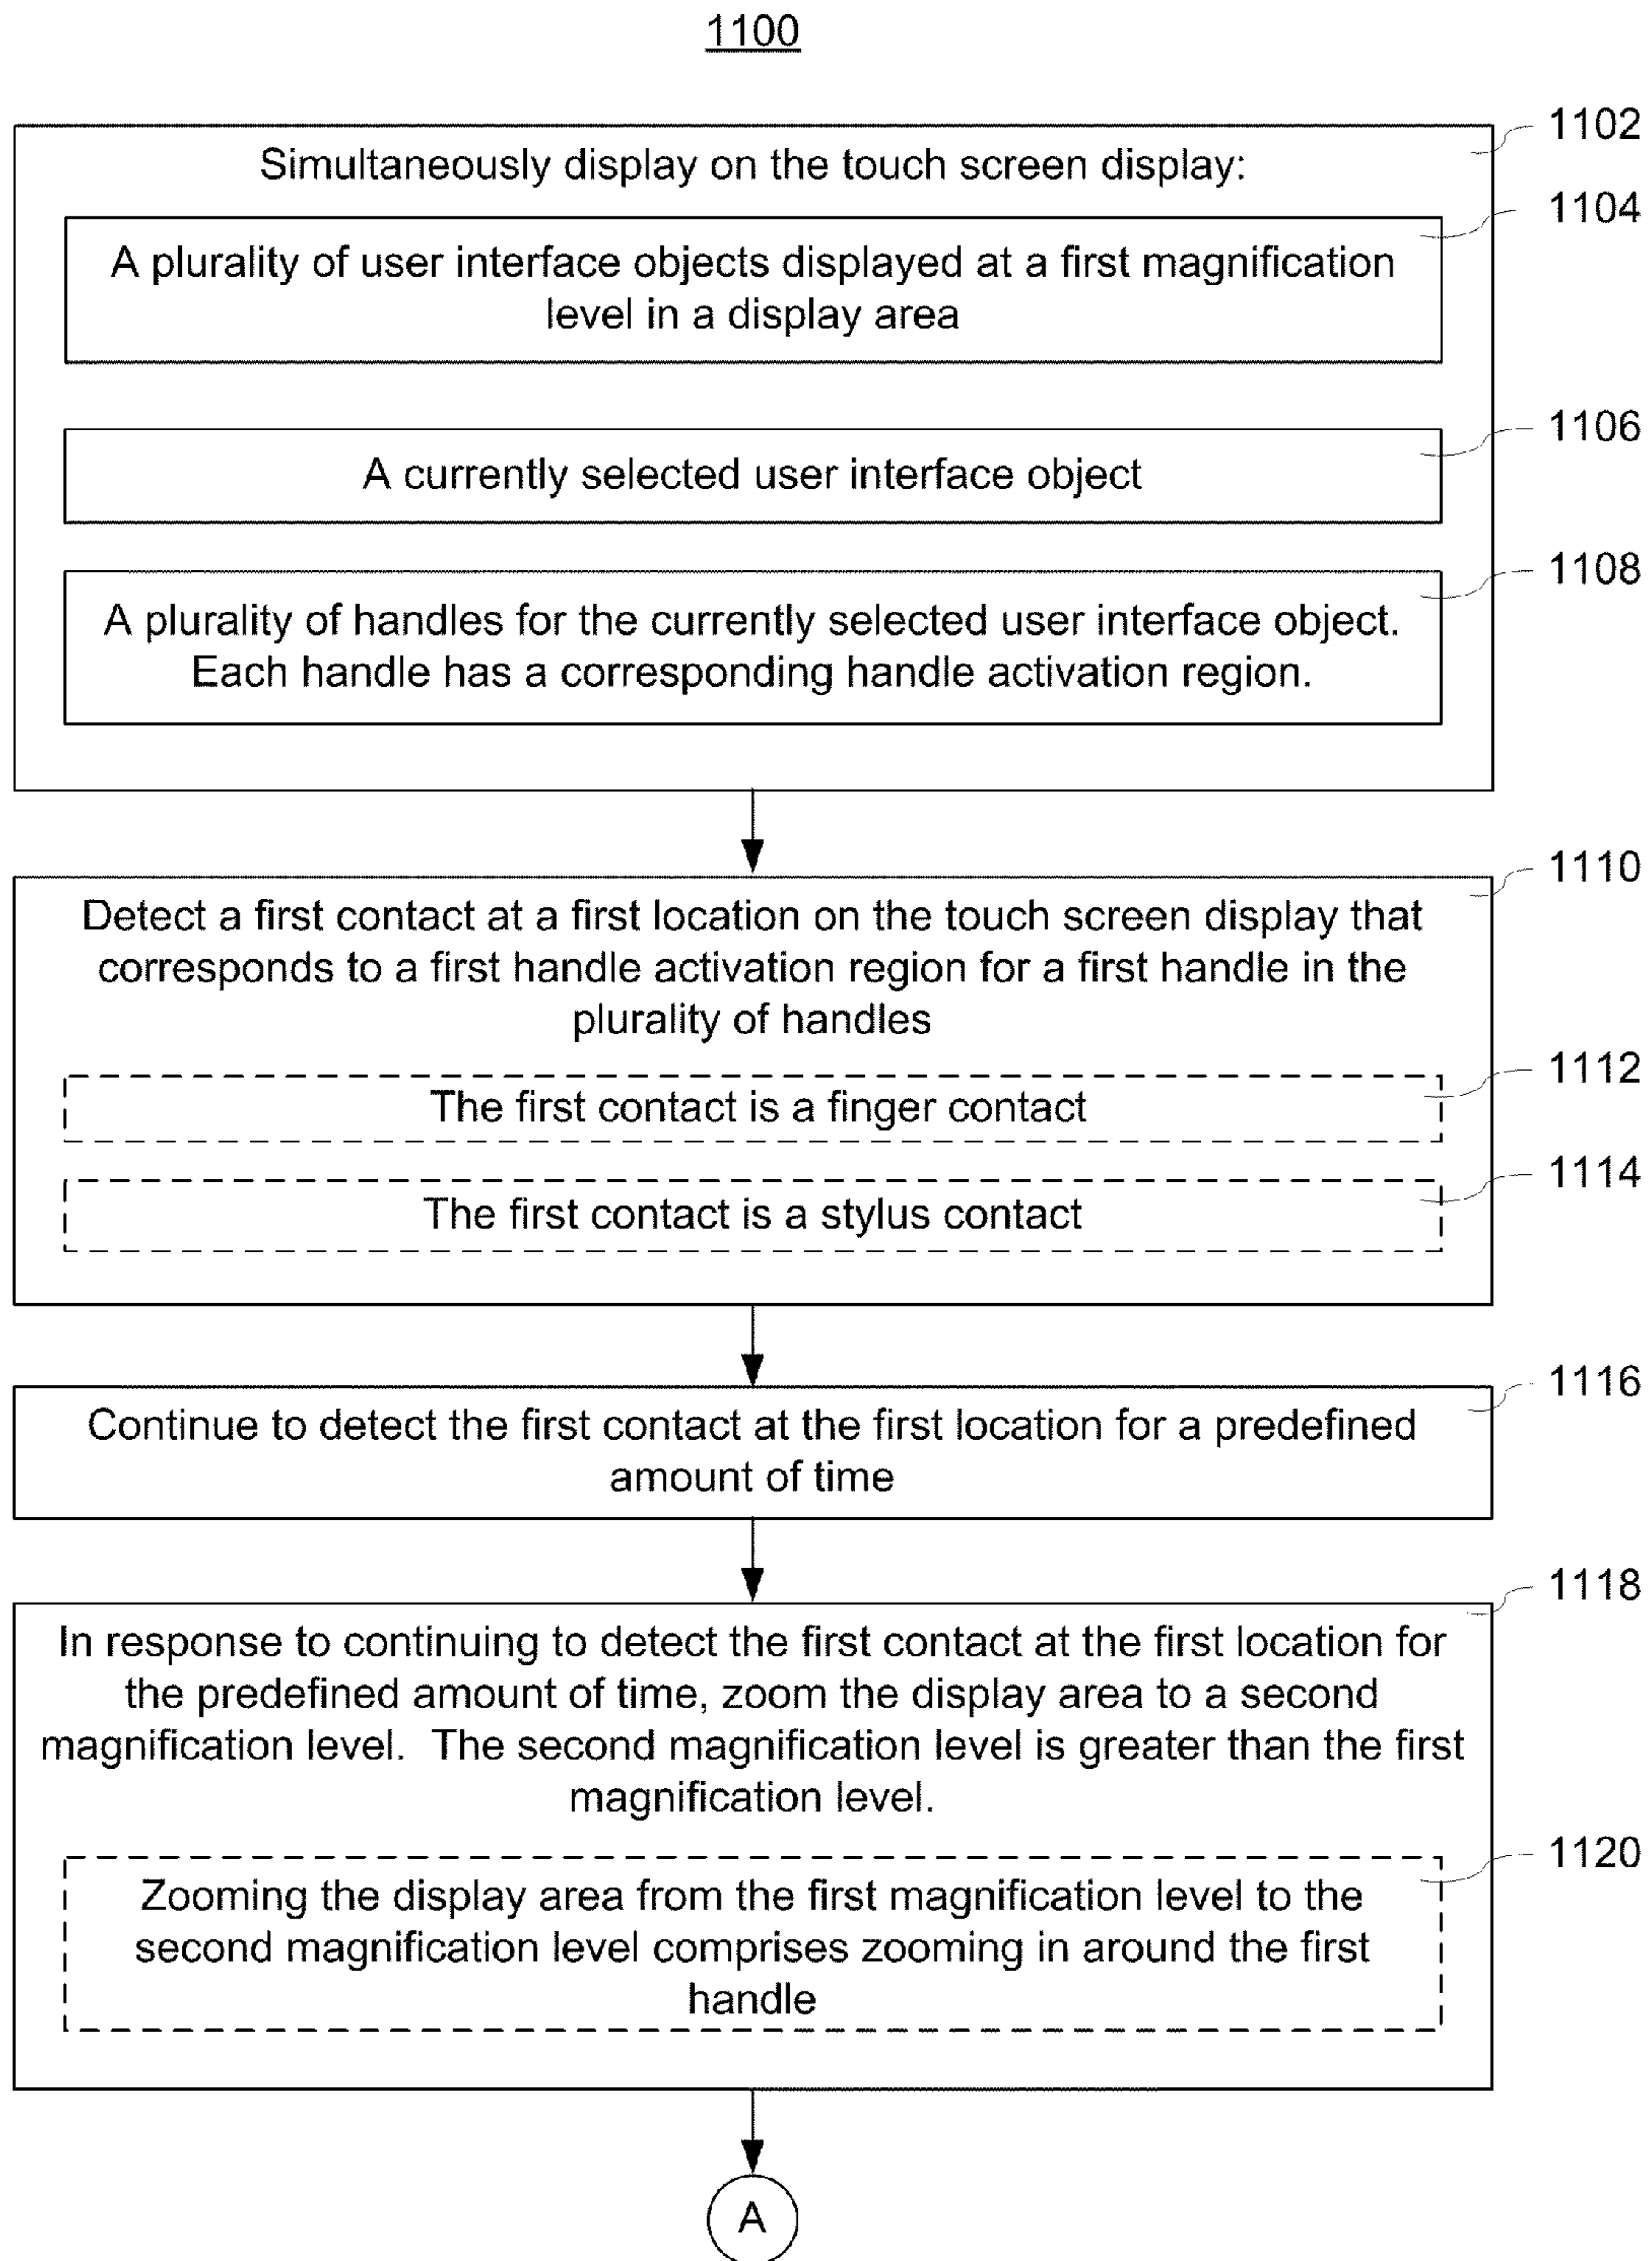 1100
1102
Simultaneously display on the touch screen display:
1104
A plurality of user interface objects displayed at a first magnification
level in a display area
1106
A currently selected user interface object
1108
A plurality of handles for the currently selected user interface object.
Each handle has a corresponding handle activation region.
1110
Detect a first contact at a first location on the touch screen display that
corresponds to a first handle activation region for a first handle in the
plurality of handles
1112
The first contact is a finger contact
1114
The first contact is a stylus contact
1116
Continue to detect the first contact at the first location for a predefined
amount of time
1118
In response to continuing to detect the first contact at the first location for
the predefined amount of time, zoom the display area to a second
magnification level.  The second magnification level is greater than the first
magnification level.
1120
Zooming the display area from the first magnification level to the
second magnification level comprises zooming in around the first
handle
A